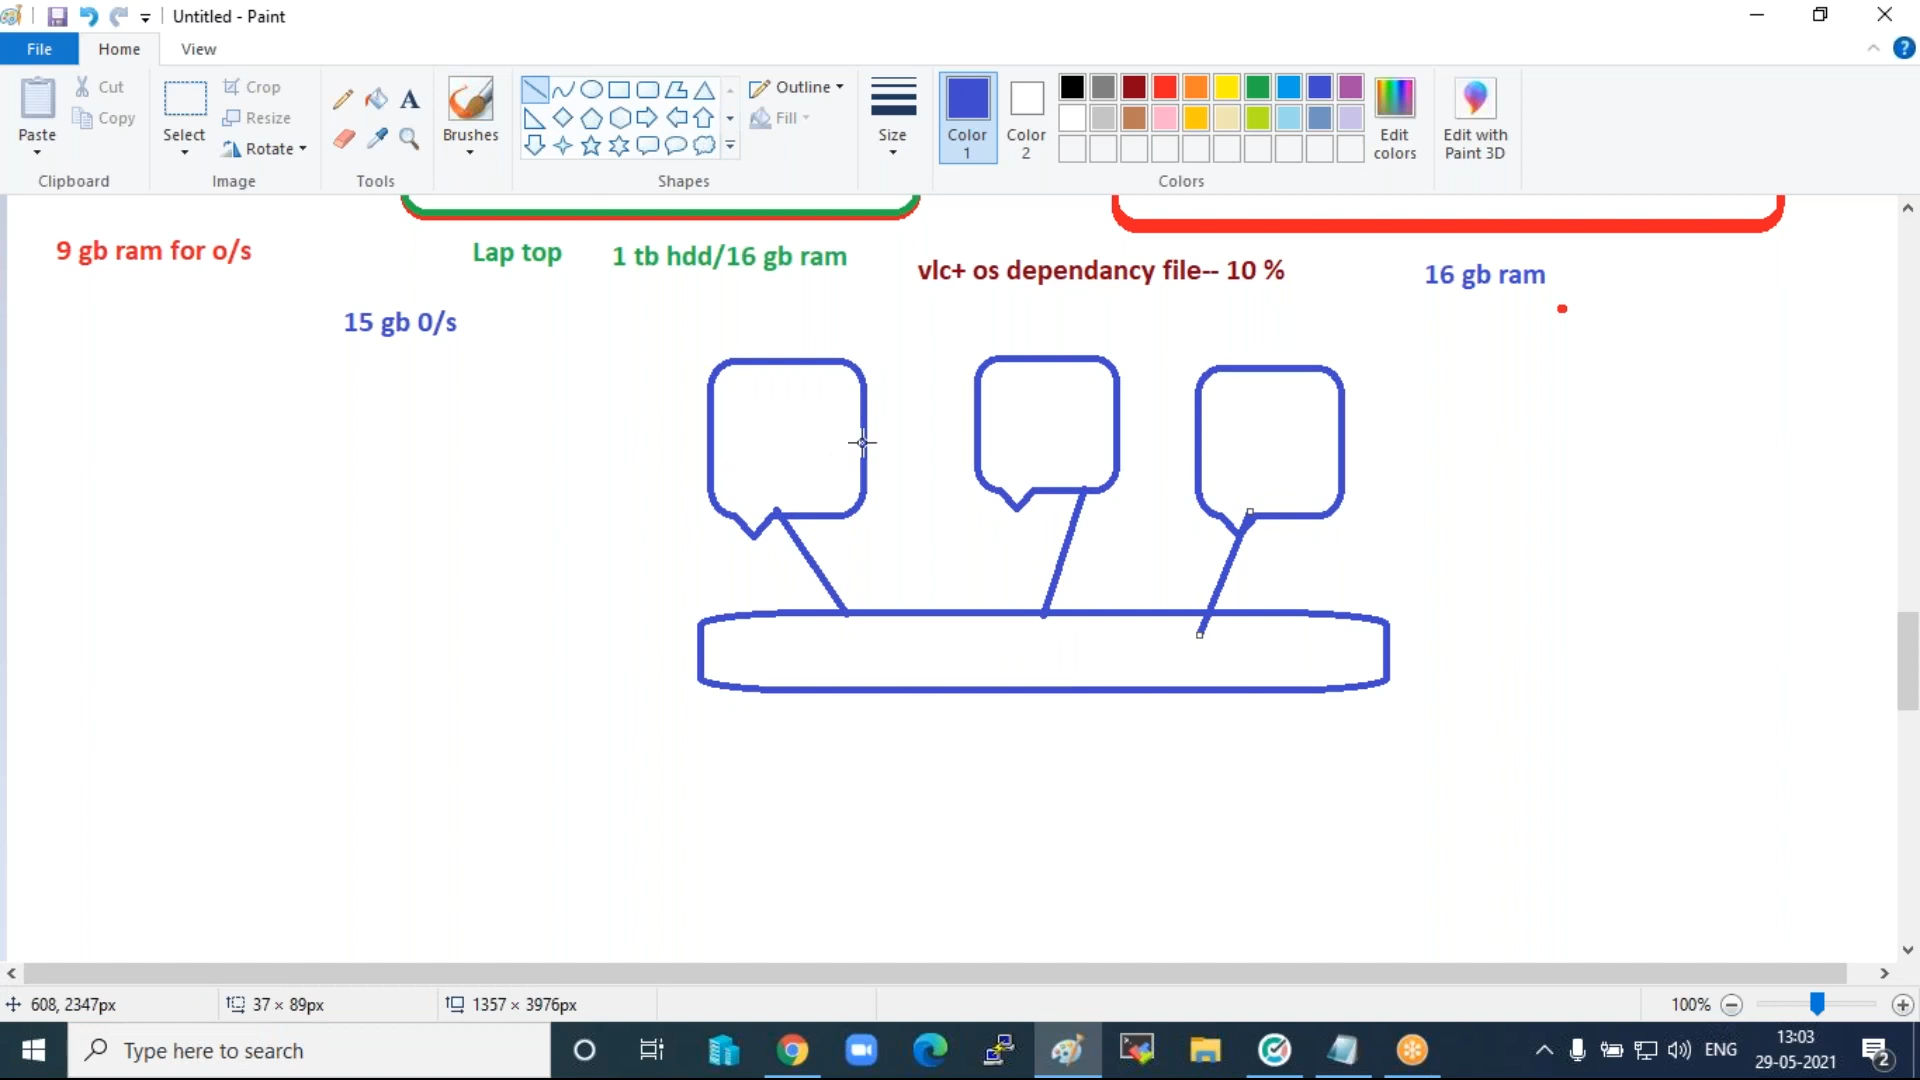 Untitled - Paint
File Home View
Paste
Cut
Copy
Clipboard
Select
Crop
Resize
Rotate
Image
Tools
Brushes
Shapes
Outline
Fill
Size
Color 1
Color 2
Edit colors
Edit with Paint 3D
Colors
9 gb ram for o/s
Lap top
1 tb hdd/16 gb ram
vlc+ os dependancy file-- 10 %
16 gb ram
15 gb 0/s
608, 2347px
37 × 89px
1357 × 3976px
100%
Type here to search
ENG
13:03
29-05-2021
2